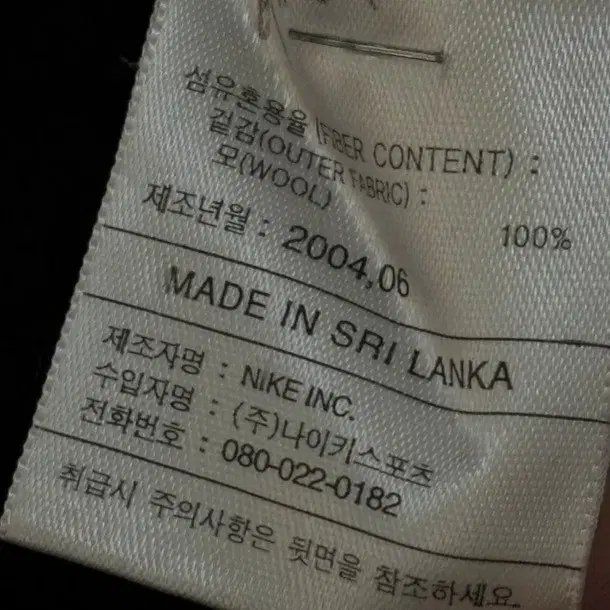 섬유혼용율 (FIBER CONTENT) :
겉감(OUTER FABRIC) :
모(WOOL) 100%
제조년월 : 2004,06
MADE IN SRI LANKA
제조자명 : NIKE INC.
수입자명 : (주)나이키스포츠
전화번호 : 080-022-0182
취급시 주의사항은 뒷면을 참조하세요.